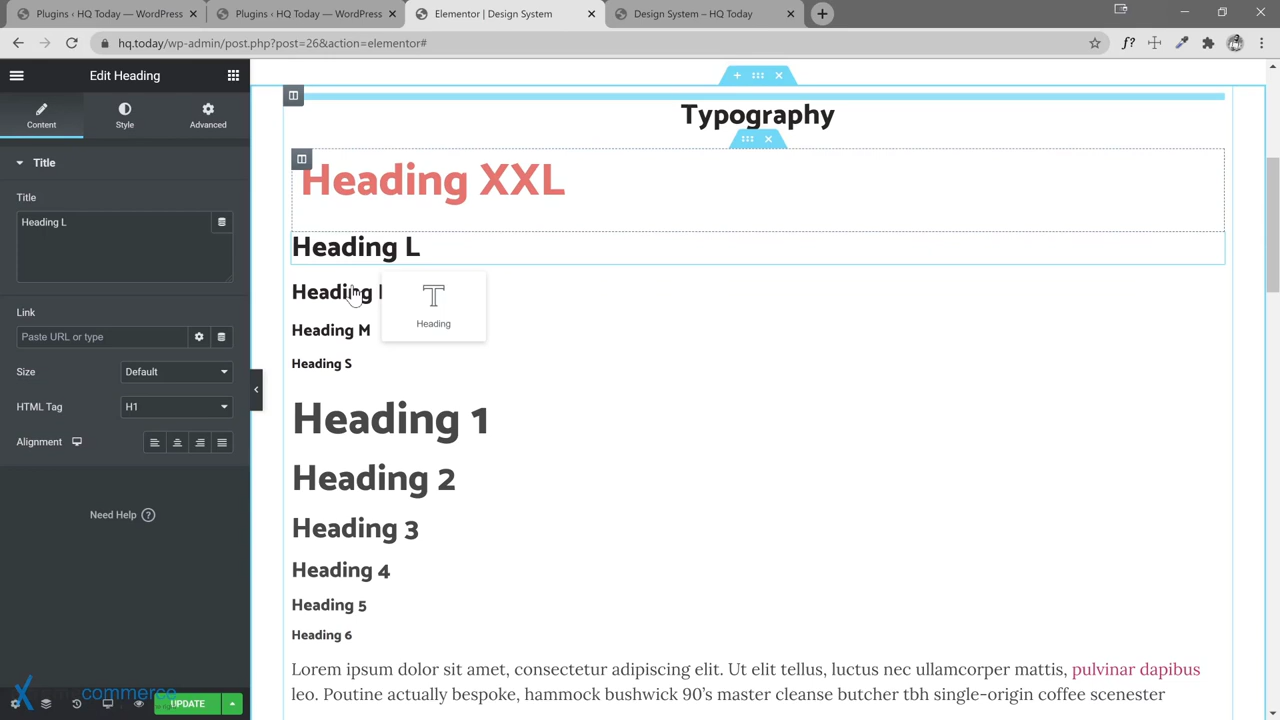 Plugins ‹ HQ Today — WordPress
Plugins ‹ HQ Today — WordPress
Elementor | Design System
Design System – HQ Today
hq.today/wp-admin/post.php?post=26&action=elementor#
f?
Edit Heading
Content
Style
Advanced
Title
Title
Heading L
Link
Paste URL or type
Size
Default
HTML Tag
H1
Alignment
Need Help
commerce
UPDATE
Typography
Heading XXL
Heading L
Heading
Heading
Heading M
Heading S
Heading 1
Heading 2
Heading 3
Heading 4
Heading 5
Heading 6
Lorem ipsum dolor sit amet, consectetur adipiscing elit. Ut elit tellus, luctus nec ullamcorper mattis, pulvinar dapibus
leo. Poutine actually bespoke, hammock bushwick 90's master cleanse butcher tbh single-origin coffee scenester